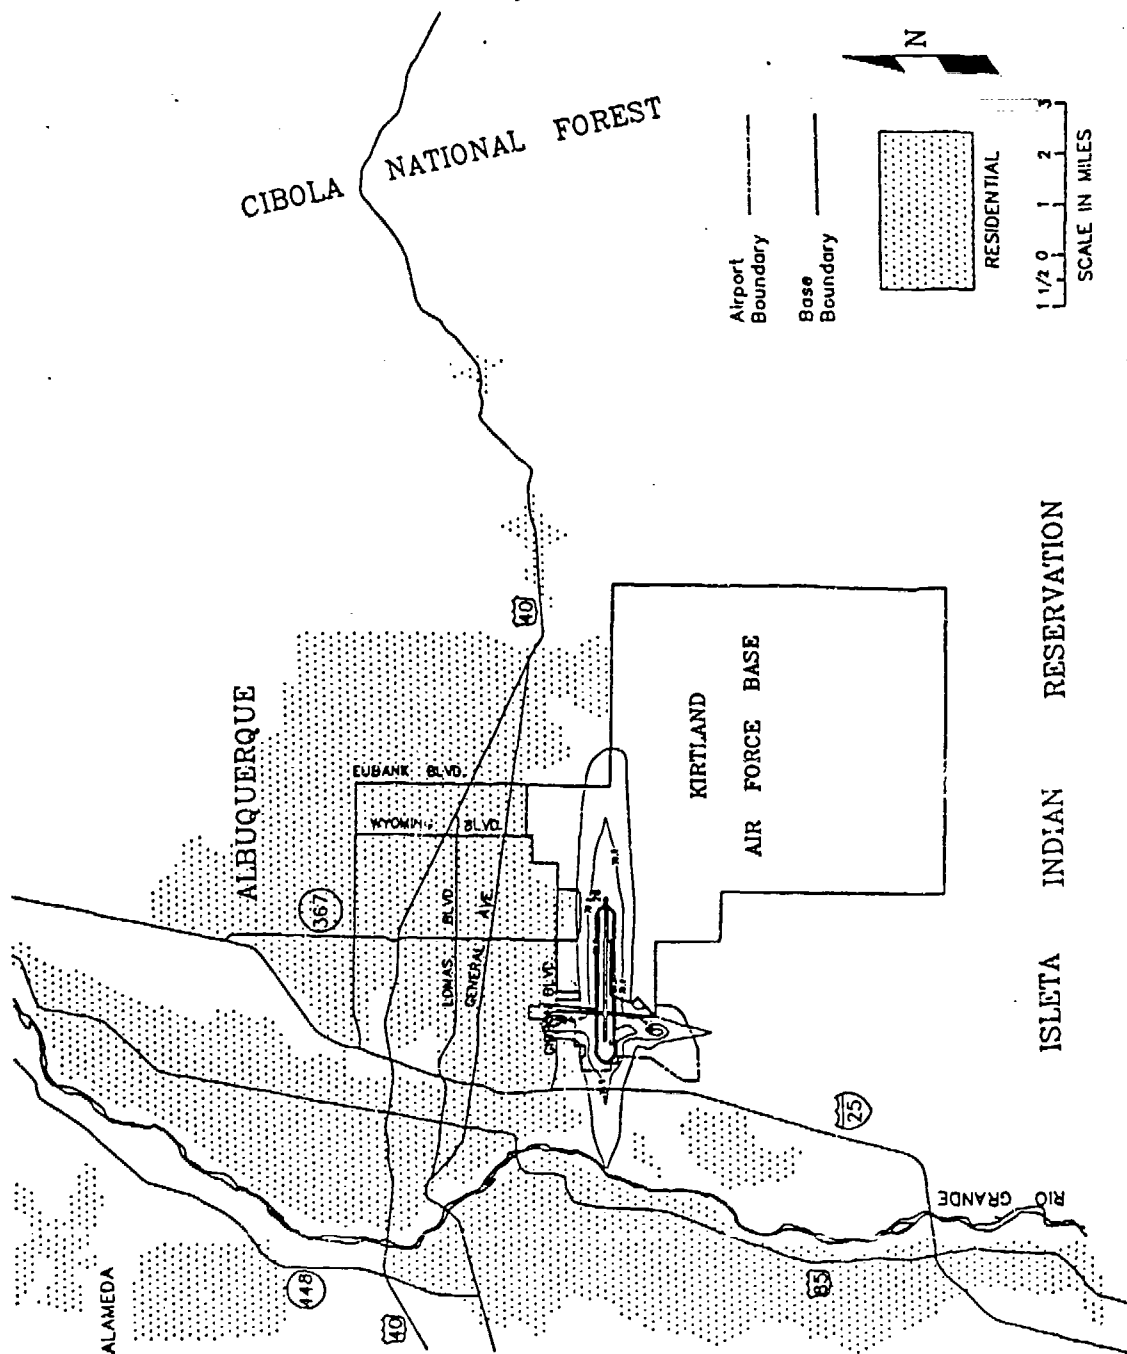 CIBOLA NATIONAL FOREST
N
Airport
Boundary
Base
Boundary
RESIDENTIAL
1 1/2 0 1 2 3
SCALE IN MILES
ALBUQUERQUE
40
EUBANK BLVD.
WYOMING BLVD.
367
LOMAS BLVD.
GENERAL AVE.
BLVD.
KIRTLAND
AIR FORCE BASE
ISLETA INDIAN RESERVATION
25
RIO
GRANDE
85
ALAMEDA
448
40